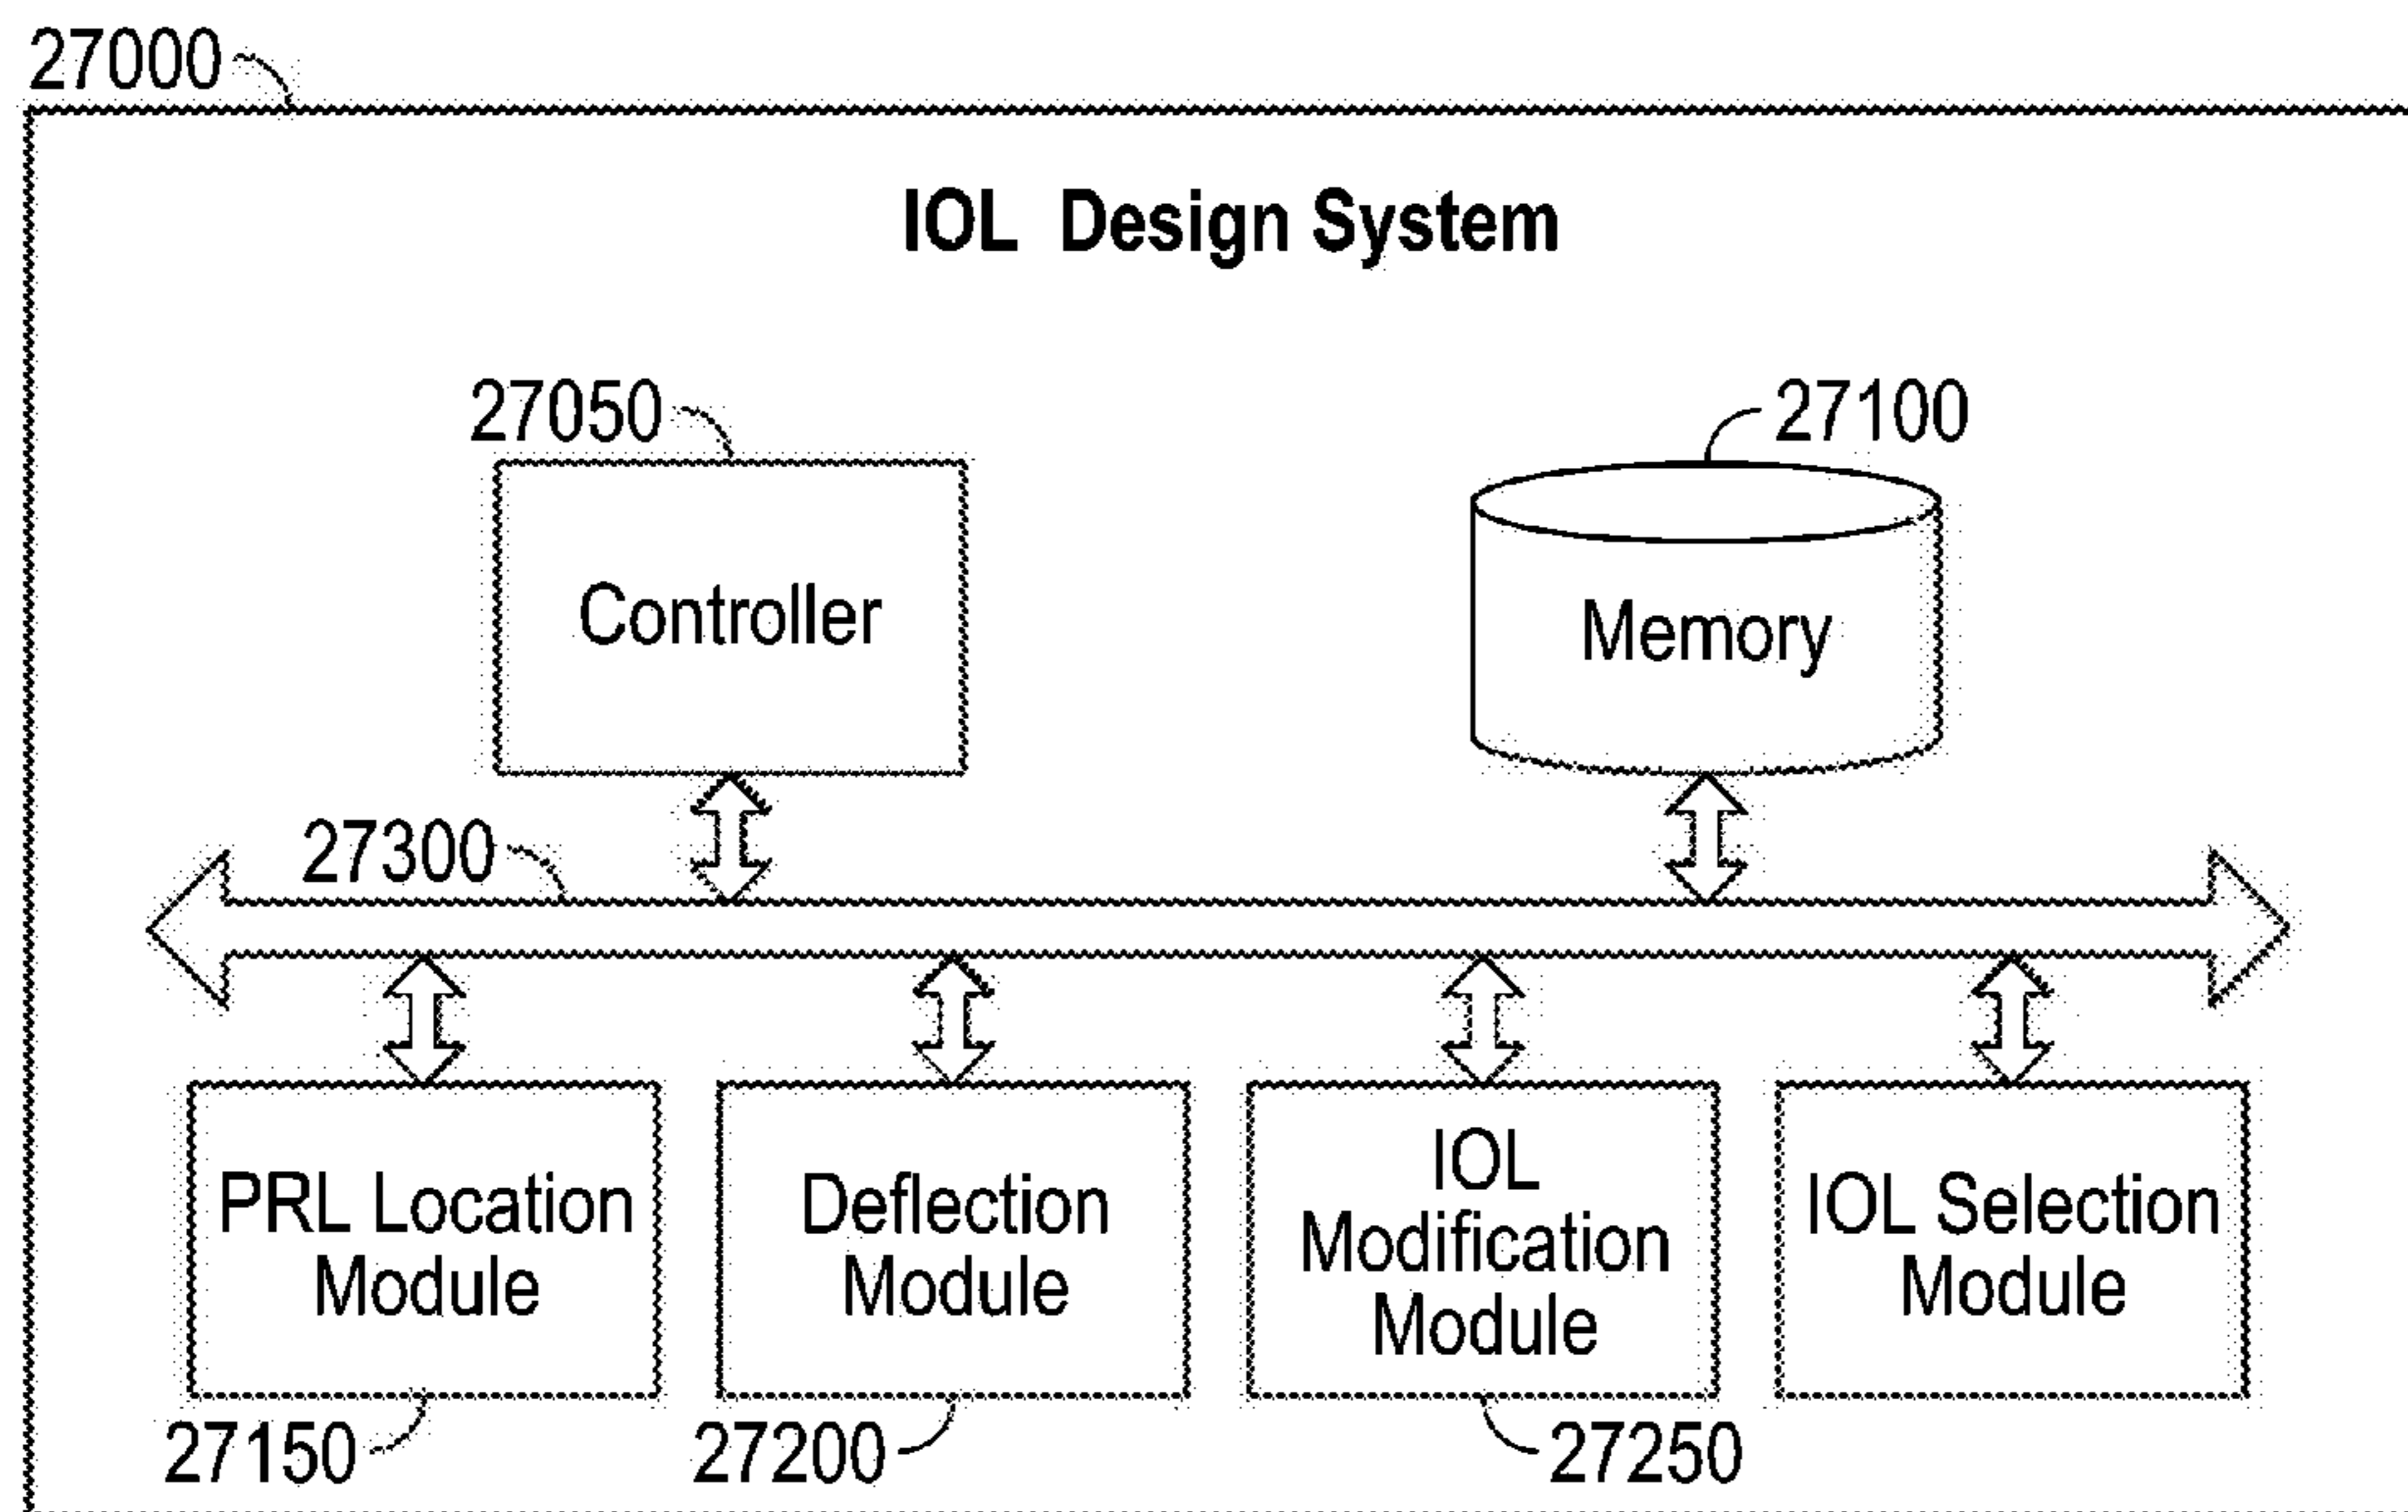 27000
IOL Design System
27050
27100
Controller
Memory
27300
PRL Location
Module
Deflection
Module
IOL
Modification
Module
IOL Selection
Module
27150
27200
27250